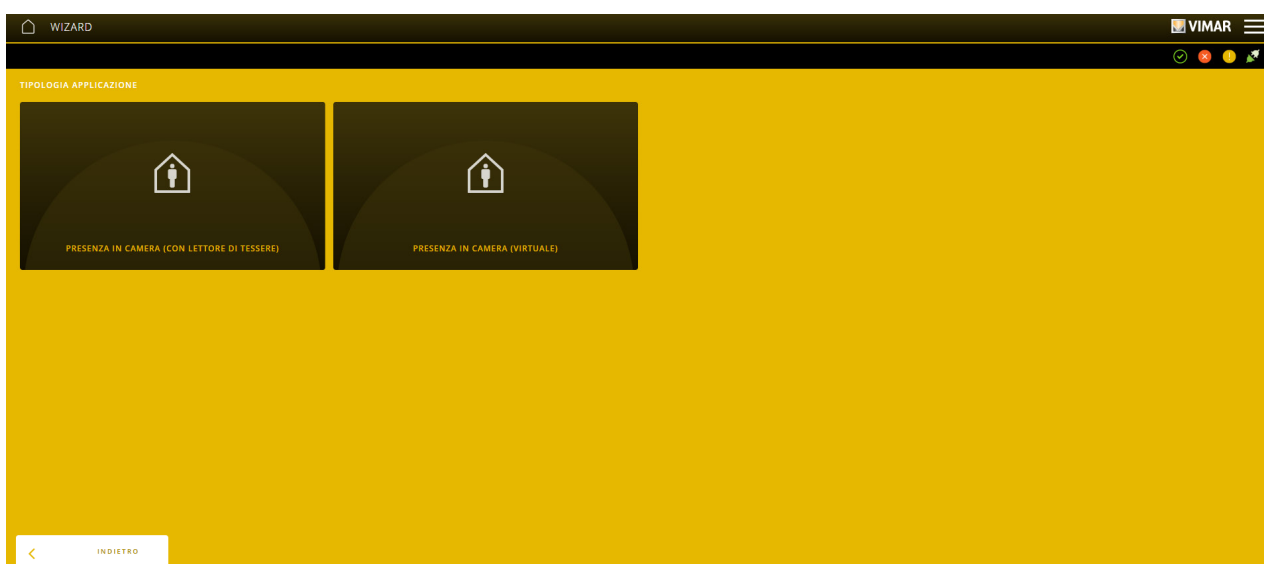 WIZARD
VIMAR
TIPOLOGIA APPLICAZIONE
PRESENZA IN CAMERA (CON LETTORE DI TESSERE)
PRESENZA IN CAMERA (VIRTUALE)
INDIETRO